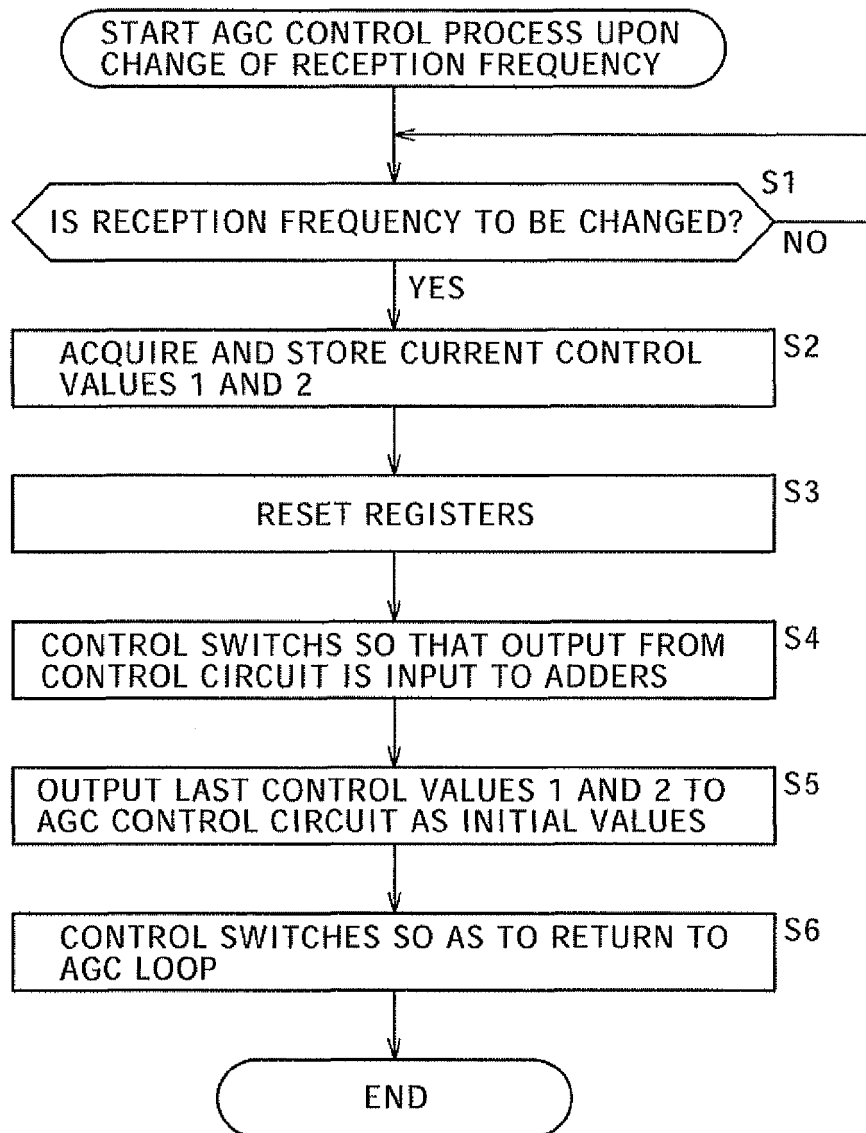 START AGC CONTROL PROCESS UPON
CHANGE OF RECEPTION FREQUENCY
S1
IS RECEPTION FREQUENCY TO BE CHANGED?
NO
YES
S2
ACQUIRE AND STORE CURRENT CONTROL
VALUES 1 AND 2
S3
RESET REGISTERS
S4
CONTROL SWITCHS SO THAT OUTPUT FROM
CONTROL CIRCUIT IS INPUT TO ADDERS
S5
OUTPUT LAST CONTROL VALUES 1 AND 2 TO
AGC CONTROL CIRCUIT AS INITIAL VALUES
S6
CONTROL SWITCHES SO AS TO RETURN TO
AGC LOOP
END